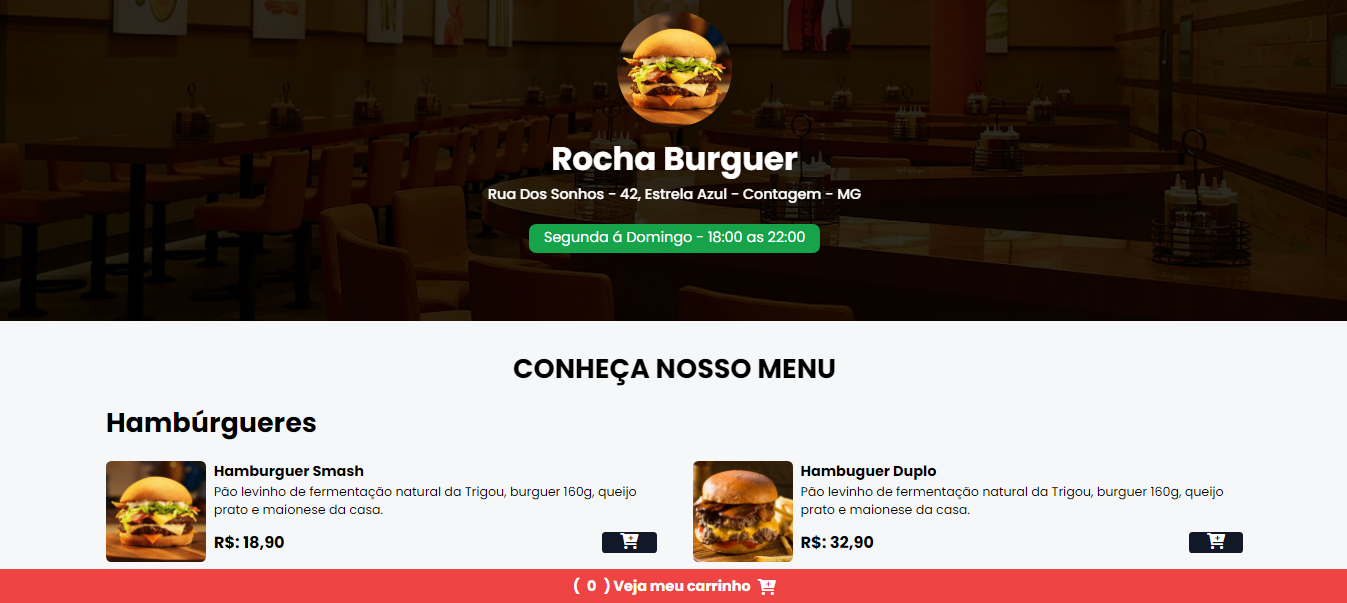 Rocha Burguer
Rua Dos Sonhos - 42, Estrela Azul - Contagem - MG
Segunda á Domingo - 18:00 as 22:00
CONHEÇA NOSSO MENU
Hambúrgueres
Hamburguer Smash
Pão levinho de fermentação natural da Trigou, burguer 160g, queijo
prato e maionese da casa.
R$: 18,90
Hambuguer Duplo
Pão levinho de fermentação natural da Trigou, burguer 160g, queijo
prato e maionese da casa.
R$: 32,90
( 0 ) Veja meu carrinho